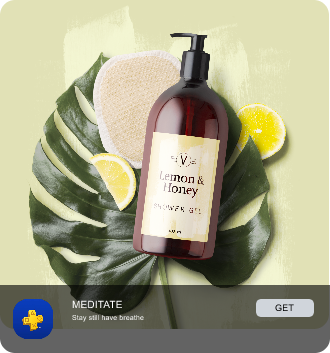 V
Lemon &
Honey
SHOWER GEL
MEDITATE
Stay still have breathe
GET